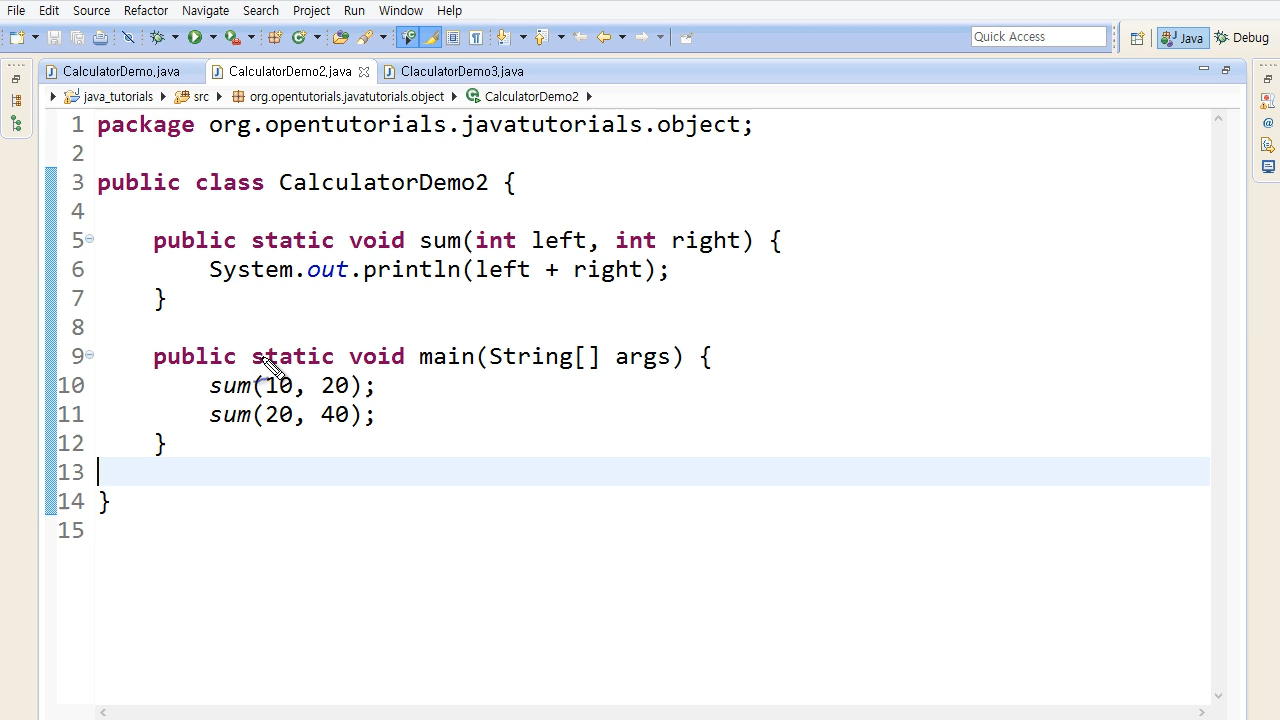 File Edit Source Refactor Navigate Search Project Run Window Help
Quick Access Java Debug
CalculatorDemo.java CalculatorDemo2.java ClaculatorDemo3.java
java_tutorials src org.opentutorials.javatutorials.object CalculatorDemo2
1 package org.opentutorials.javatutorials.object;
2
3 public class CalculatorDemo2 {
4
5 public static void sum(int left, int right) {
6 System.out.println(left + right);
7 }
8
9 public static void main(String[] args) {
10 sum(10, 20);
11 sum(20, 40);
12 }
13
14 }
15